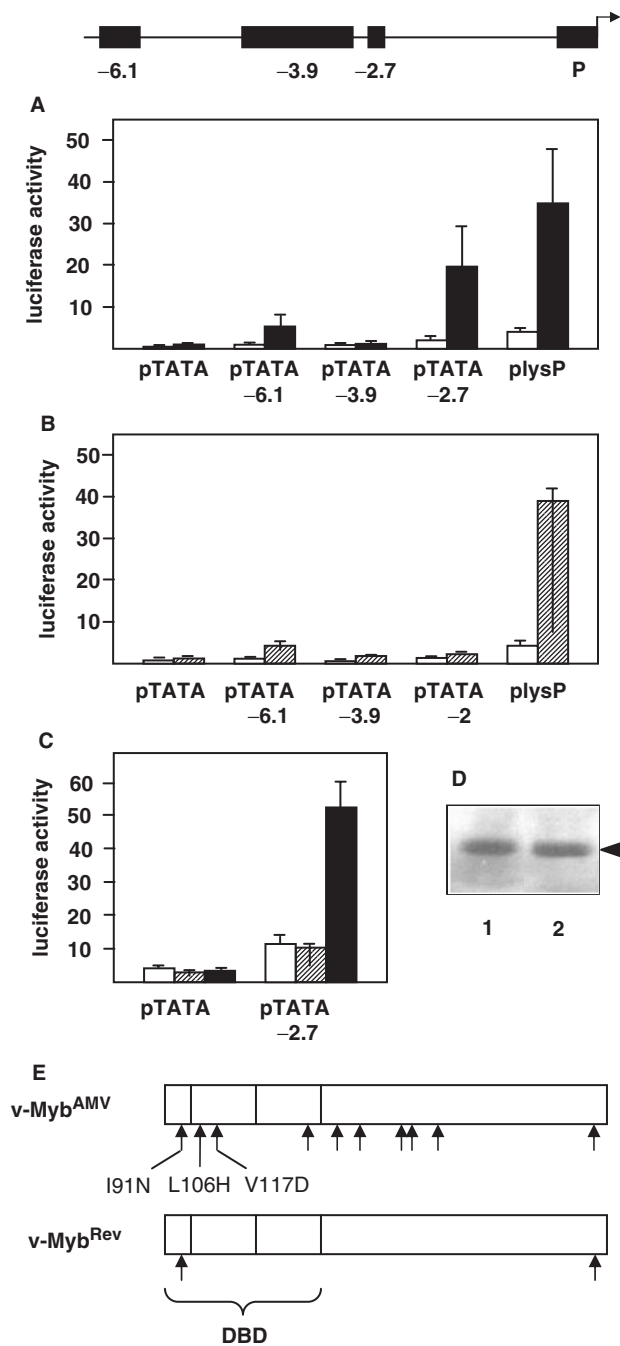 −6.1 −3.9 −2.7 P
A
luciferase activity
50
40
30
20
10
pTATA pTATA pTATA pTATA plysP
−6.1 −3.9 −2.7
B
luciferase activity
50
40
30
20
10
pTATA pTATA pTATA pTATA plysP
−6.1 −3.9 −2
C
luciferase activity
60
50
40
30
20
10
pTATA pTATA
−2.7
D
1 2
E
v-Myb^AMV
I91N L106H V117D
v-Myb^Rev
DBD